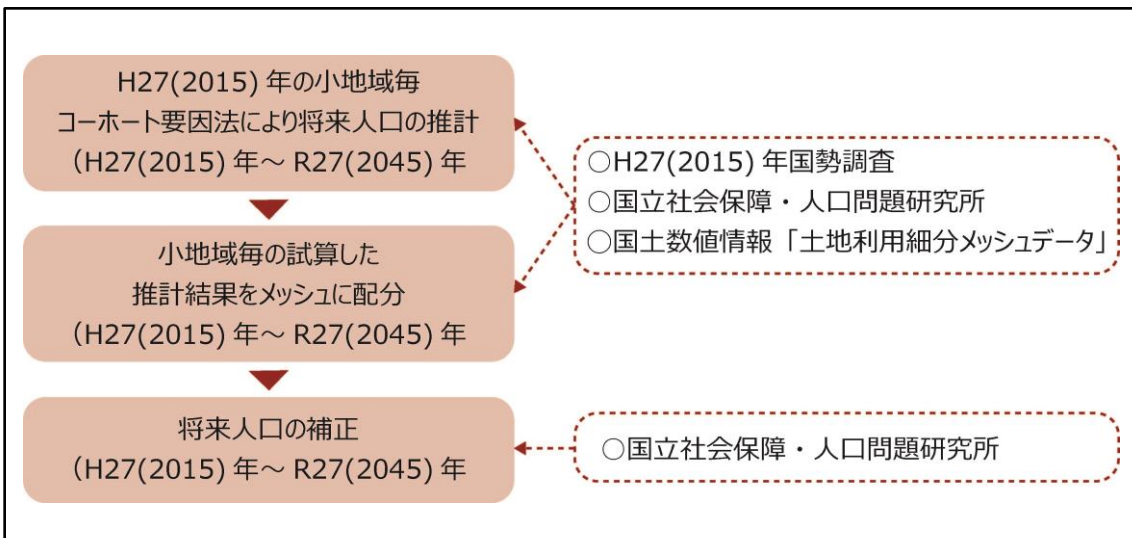 H27(2015) 年の小地域毎
コーホート要因法により将来人口の推計
(H27(2015) 年～ R27(2045) 年
○H27(2015) 年国勢調査
○国立社会保障・人口問題研究所
○国土数値情報「土地利用細分メッシュデータ」
小地域毎の試算した
推計結果をメッシュに配分
(H27(2015) 年～ R27(2045) 年
将来人口の補正
(H27(2015) 年～ R27(2045) 年
○国立社会保障・人口問題研究所